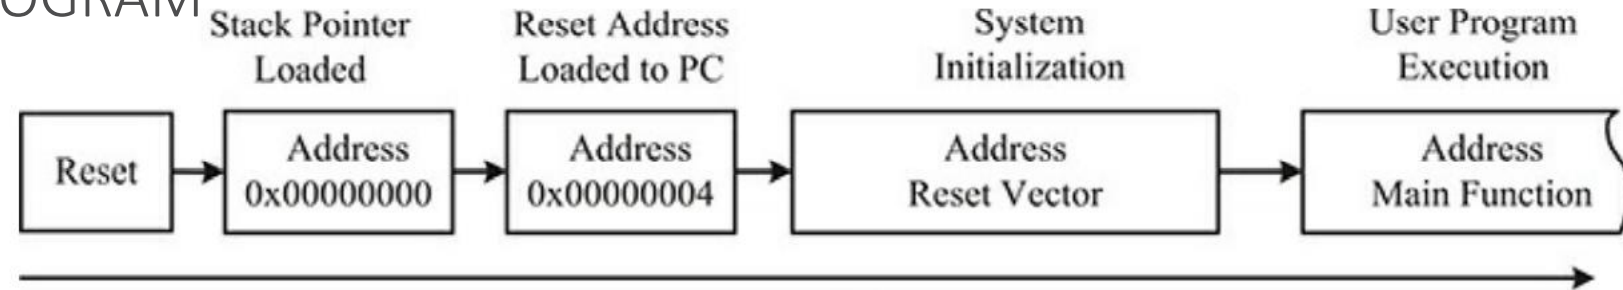 OGRAM
Stack Pointer
Loaded
Reset Address
Loaded to PC
System
Initialization
User Program
Execution
Reset
Address
0x00000000
Address
0x00000004
Address
Reset Vector
Address
Main Function